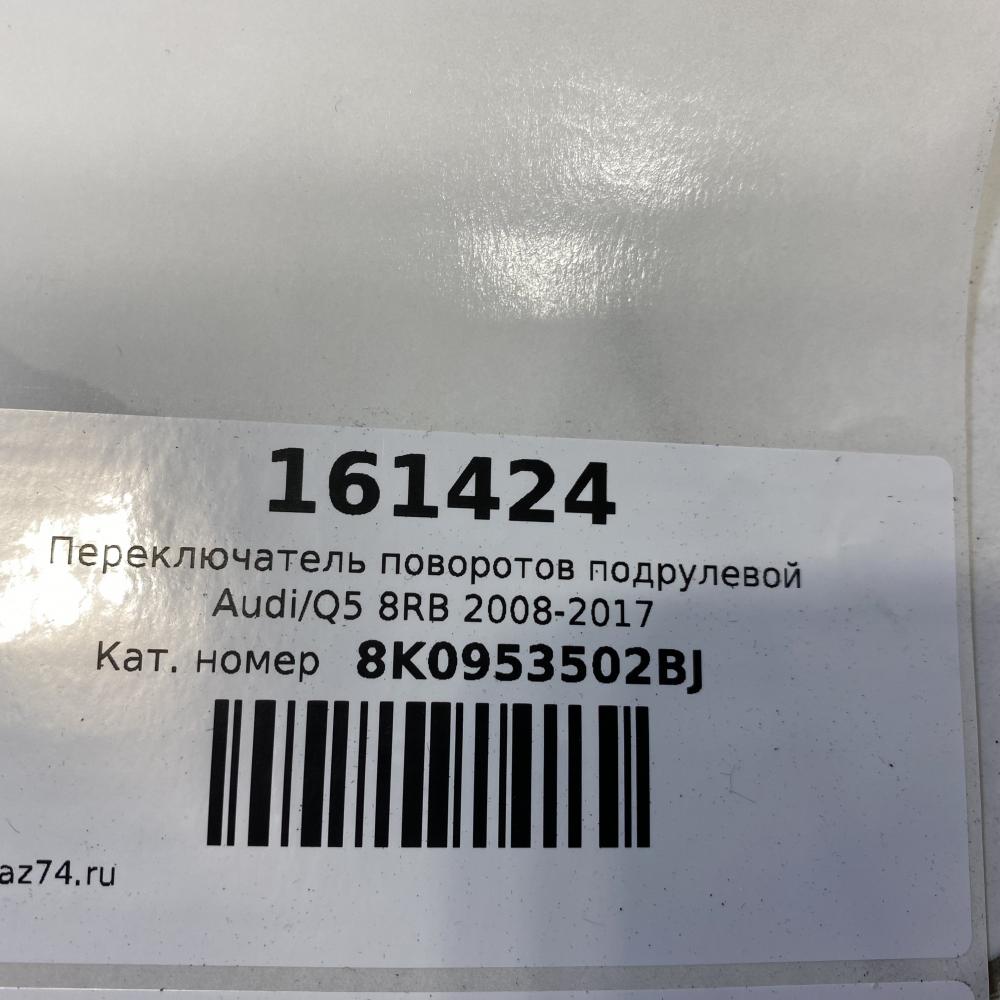 161424
Переключатель поворотов подрулевой
Audi/Q5 8RB 2008-2017
Кат. номер 8K0953502BJ
az74.ru